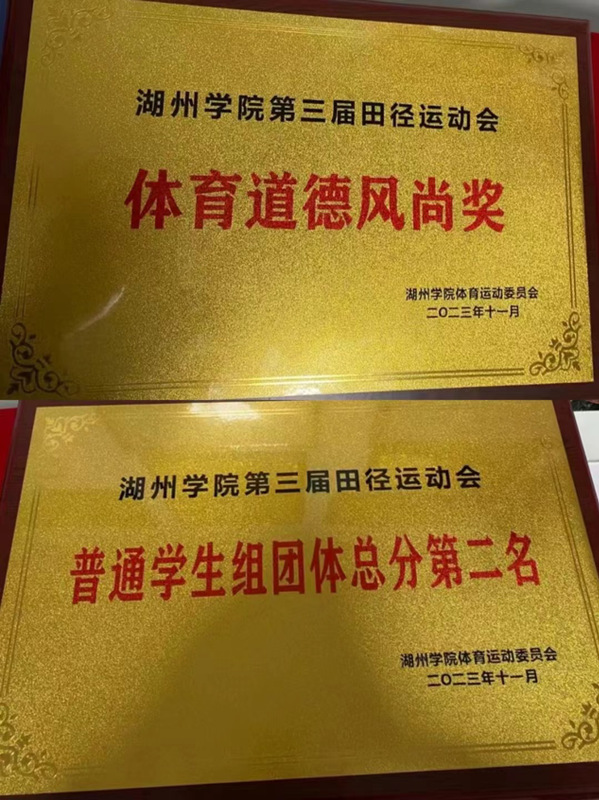 湖州学院第三届田径运动会
体育道德风尚奖
湖州学院体育运动委员会
二〇二三年十一月
湖州学院第三届田径运动会
普通学生组团体总分第二名
湖州学院体育运动委员会
二〇二三年十一月